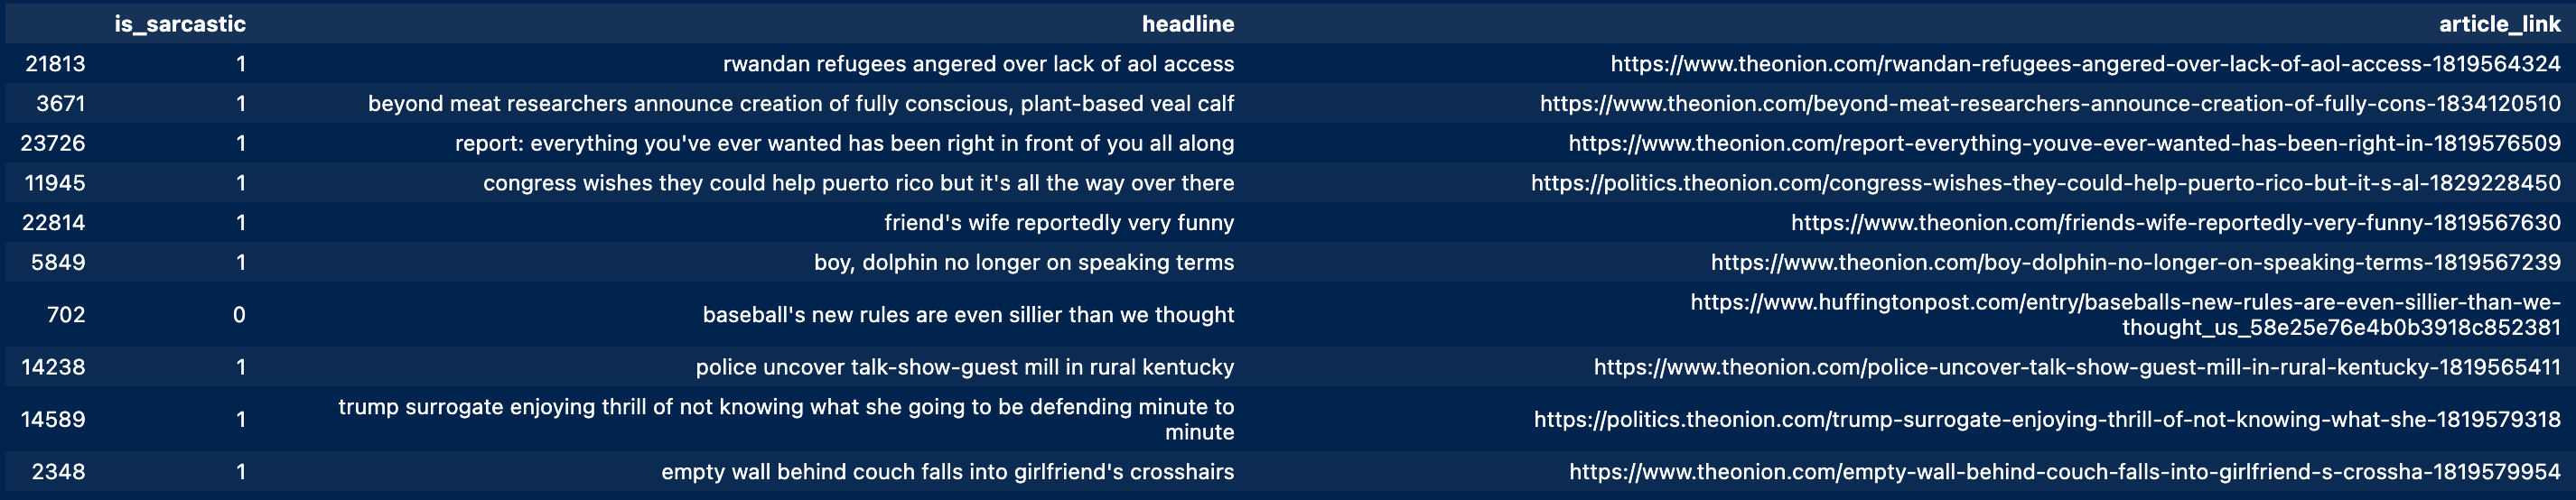 is_sarcastic headline article_link
21813 1 rwandan refugees angered over lack of aol access https://www.theonion.com/rwandan-refugees-angered-over-lack-of-aol-access-1819564324
3671 1 beyond meat researchers announce creation of fully conscious, plant-based veal calf https://www.theonion.com/beyond-meat-researchers-announce-creation-of-fully-cons-1834120510
23726 1 report: everything you've ever wanted has been right in front of you all along https://www.theonion.com/report-everything-youve-ever-wanted-has-been-right-in-1819576509
11945 1 congress wishes they could help puerto rico but it's all the way over there https://politics.theonion.com/congress-wishes-they-could-help-puerto-rico-but-it-s-al-1829228450
22814 1 friend's wife reportedly very funny https://www.theonion.com/friends-wife-reportedly-very-funny-1819567630
5849 1 boy, dolphin no longer on speaking terms https://www.theonion.com/boy-dolphin-no-longer-on-speaking-terms-1819567239
702 0 baseball's new rules are even sillier than we thought https://www.huffingtonpost.com/entry/baseballs-new-rules-are-even-sillier-than-we-
thought_us_58e25e76e4b0b3918c852381
14238 1 police uncover talk-show-guest mill in rural kentucky https://www.theonion.com/police-uncover-talk-show-guest-mill-in-rural-kentucky-1819565411
14589 1 trump surrogate enjoying thrill of not knowing what she going to be defending minute to
minute https://politics.theonion.com/trump-surrogate-enjoying-thrill-of-not-knowing-what-she-1819579318
2348 1 empty wall behind couch falls into girlfriend's crosshairs https://www.theonion.com/empty-wall-behind-couch-falls-into-girlfriend-s-crossha-1819579954